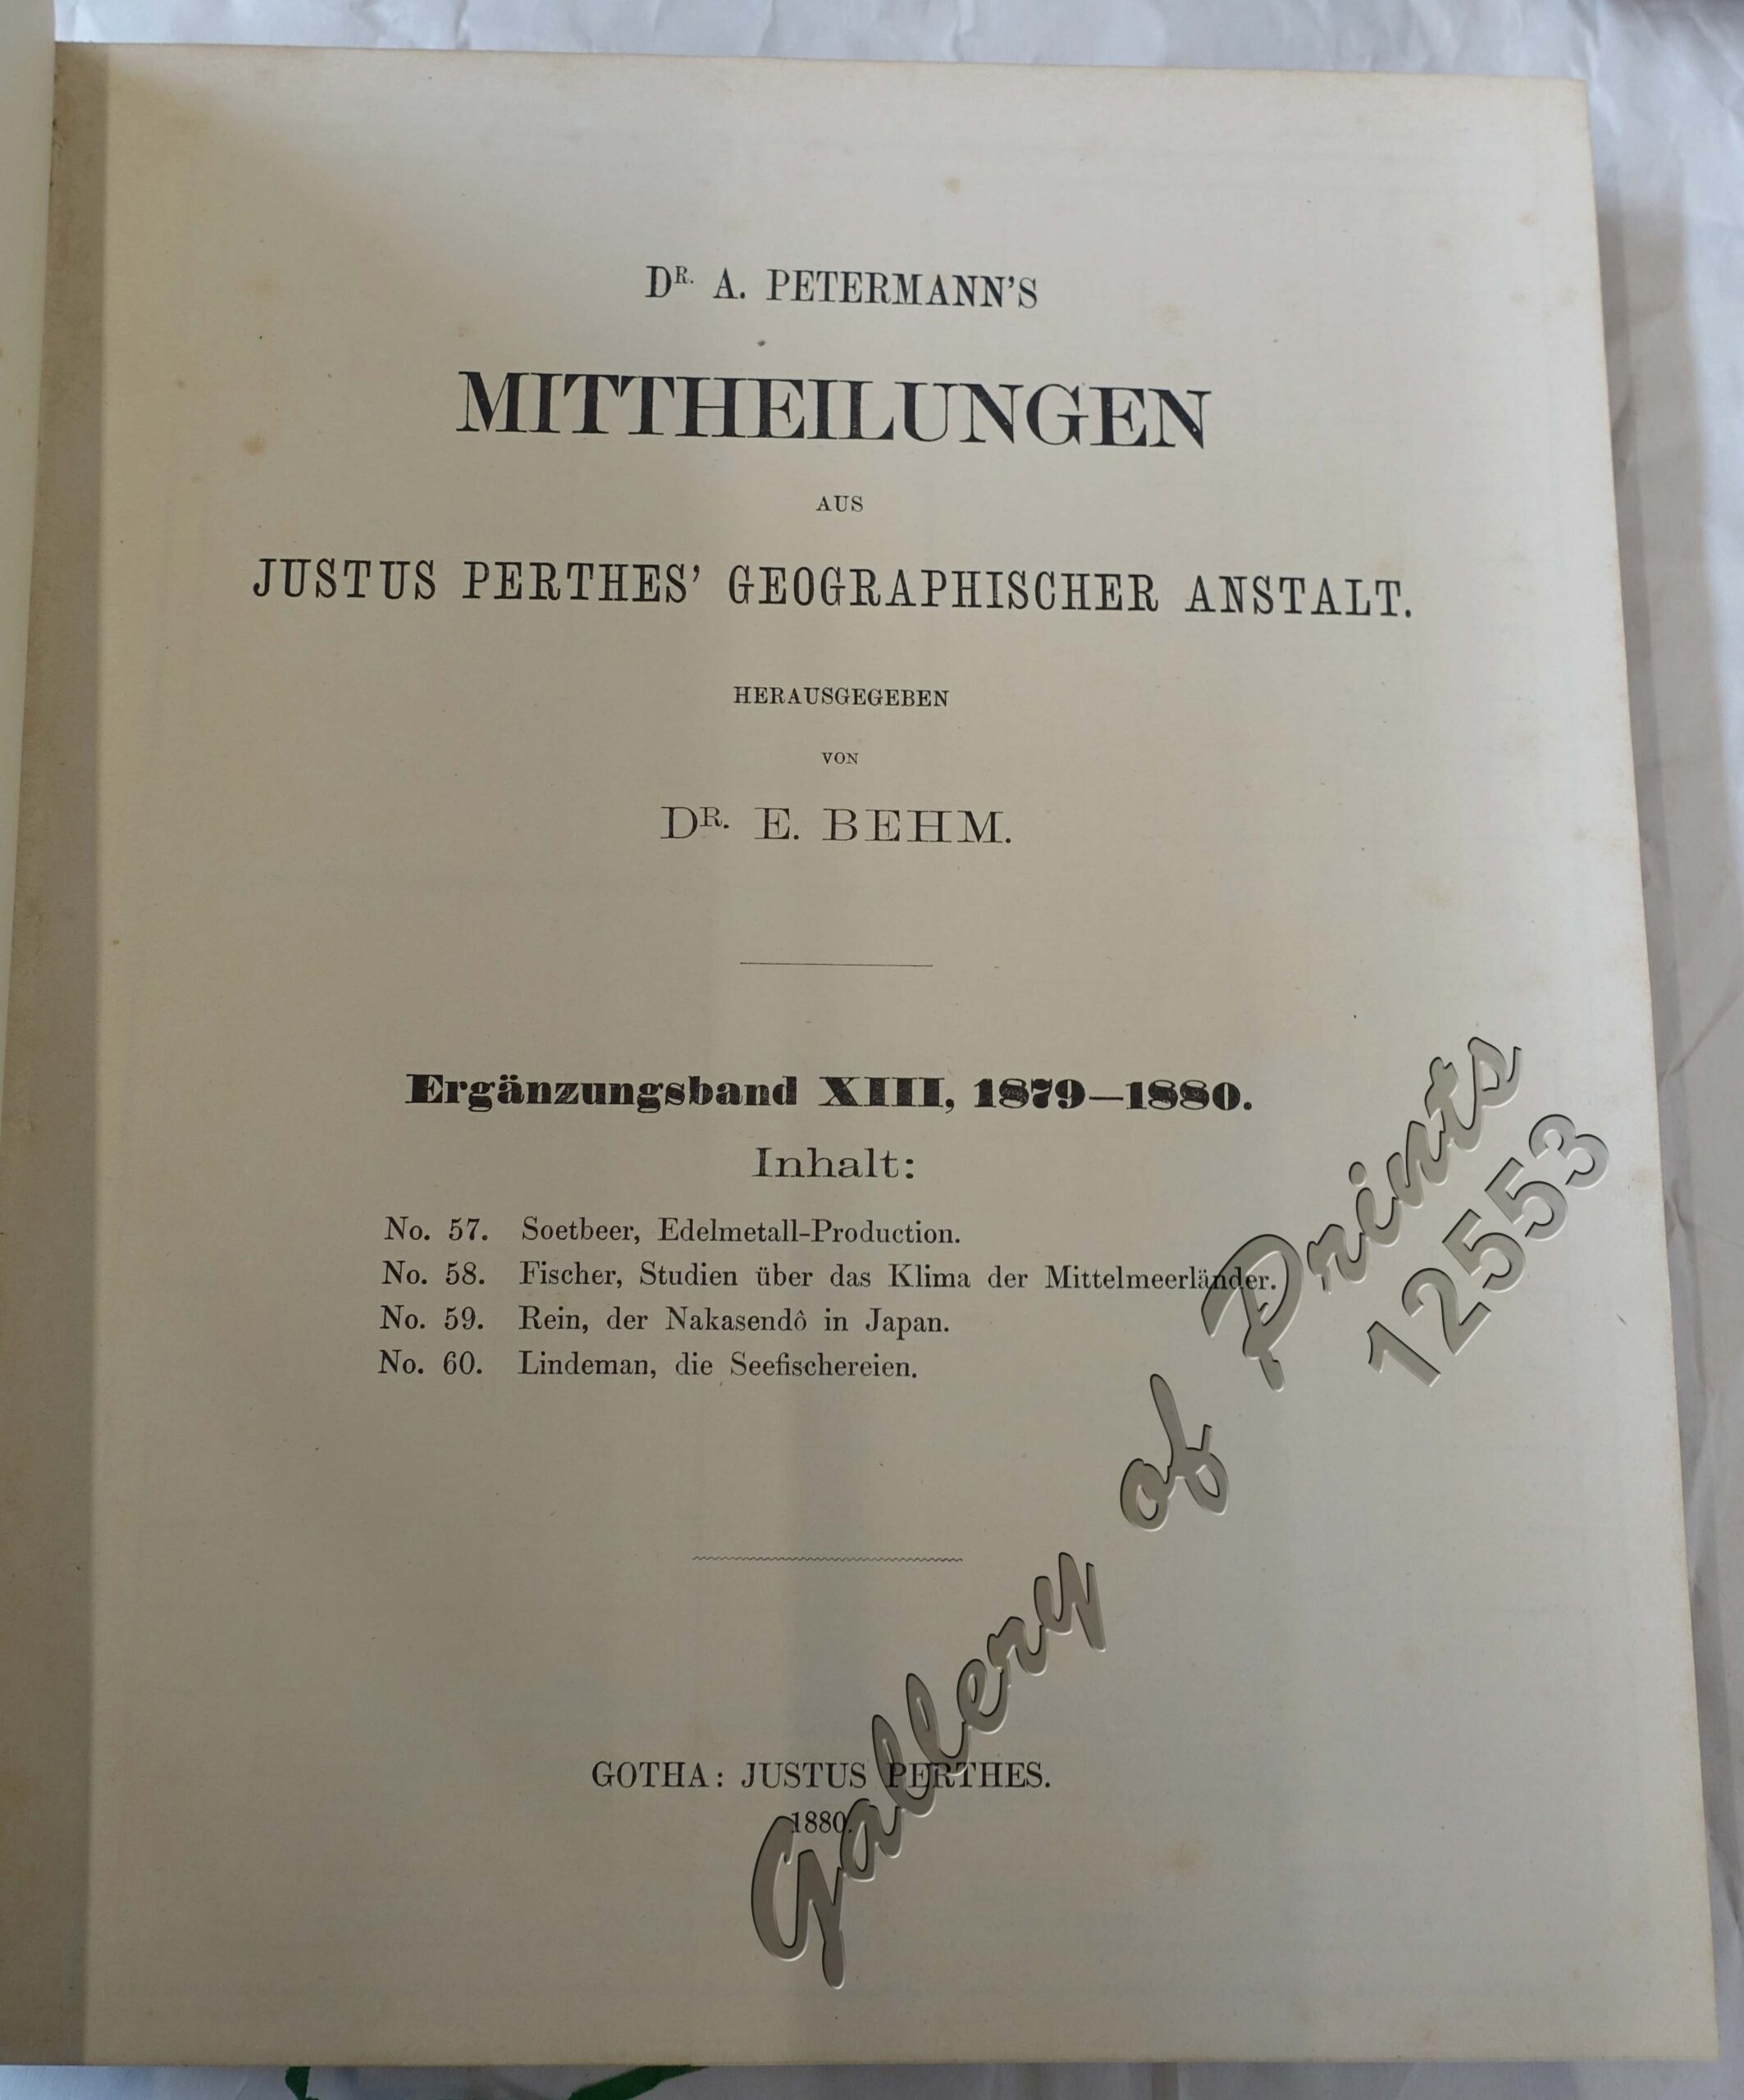 DR. A. PETERMANN'S
MITTHEILUNGEN
AUS
JUSTUS PERTHES' GEOGRAPHISCHER ANSTALT.
HERAUSGEGEBEN
VON
DR. E. BEHM.
Ergänzungsband XIII, 1879—1880.
Inhalt:
No. 57. Soetbeer, Edelmetall-Production.
No. 58. Fischer, Studien über das Klima der Mittelmeerländer.
No. 59. Rein, der Nakasendô in Japan.
No. 60. Lindeman, die Seefischereien.
GOTHA: JUSTUS PERTHES.
1880.
Gallery of Prints
12553